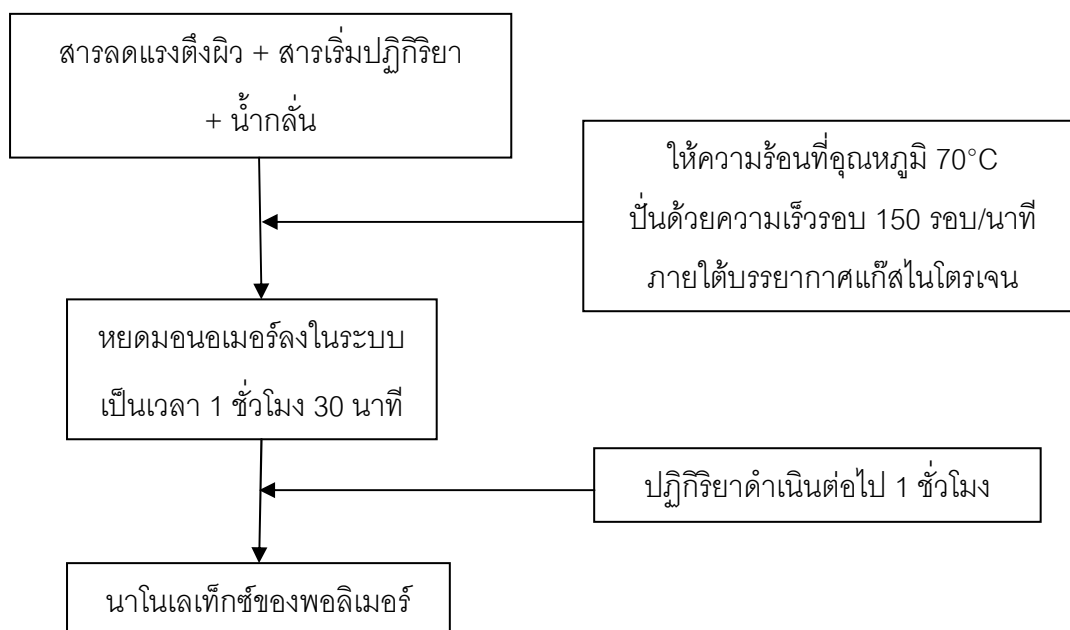 สารลดแรงตึงผิว + สารเริ่มปฏิกิริยา
+ น้ำกลั่น
ให้ความร้อนที่อุณหภูมิ 70°C
ปั่นด้วยความเร็วรอบ 150 รอบ/นาที
ภายใต้บรรยากาศแก๊สไนโตรเจน
หยดมอนอเมอร์ลงในระบบ
เป็นเวลา 1 ชั่วโมง 30 นาที
ปฏิกิริยาดำเนินต่อไป 1 ชั่วโมง
นาโนเลเท็กซ์ของพอลิเมอร์